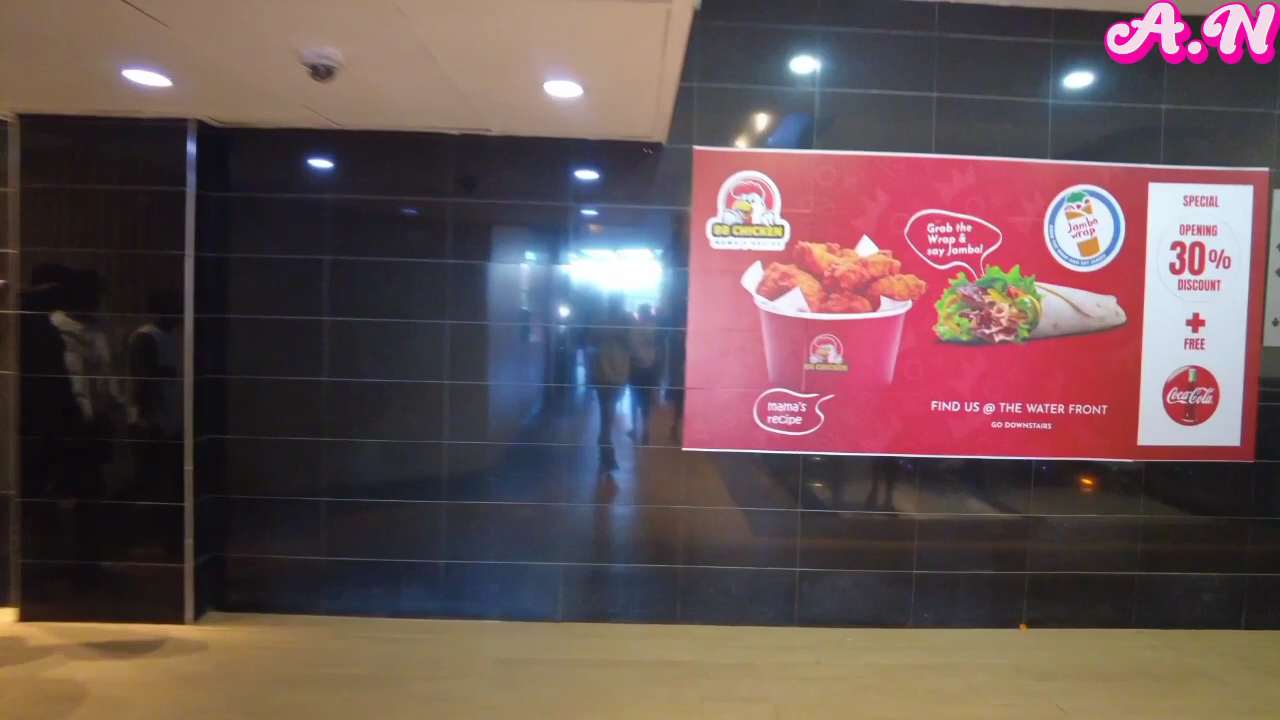 A.N
BB CHICKEN
Grab the
Wrap &
say Jambo!
Jambo
wrap
BB CHICKEN
mama's
recipe
FIND US @ THE WATER FRONT
GO DOWNSTAIRS
SPECIAL
OPENING
30%
DISCOUNT
+
FREE
Coca-Cola